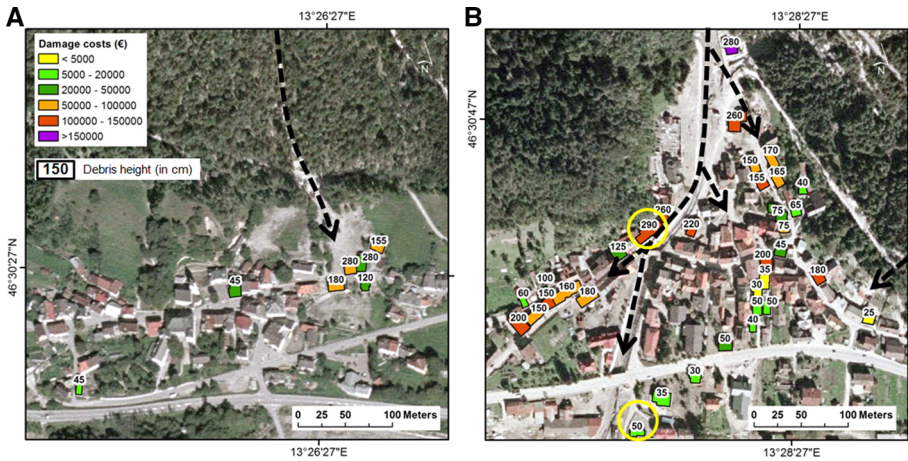 A
13°26'27"E
Damage costs (€)
< 5000
5000 - 20000
20000 - 50000
50000 - 100000
100000 - 150000
>150000
150 Debris height (in cm)
N
46°30'27"N
155
280
280
180
120
45
45
0 25 50 100 Meters
13°26'27"E
B
13°28'27"E
46°30'47"N
N
280
260
170
150
165
155
40
65
75
75
260
290
220
125
45
200
35
180
30
100
160
150
180
60
150
200
50
50
40
25
50
30
35
50
0 25 50 100 Meters
13°28'27"E